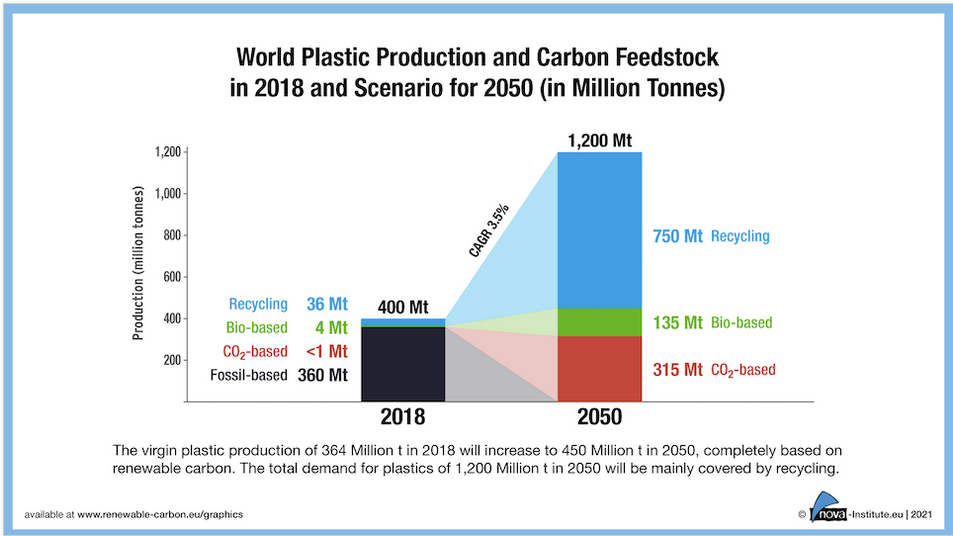 World Plastic Production and Carbon Feedstock
in 2018 and Scenario for 2050 (in Million Tonnes)
1,200 Mt
1,200
1,000
800
600
400
200
Production (million tonnes)
CAGR 3.5%
750 Mt Recycling
135 Mt Bio-based
315 Mt CO₂-based
400 Mt
Recycling 36 Mt
Bio-based 4 Mt
CO₂-based <1 Mt
Fossil-based 360 Mt
2018
2050
The virgin plastic production of 364 Million t in 2018 will increase to 450 Million t in 2050, completely based on
renewable carbon. The total demand for plastics of 1,200 Million t in 2050 will be mainly covered by recycling.
available at www.renewable-carbon.eu/graphics
© nova-Institute.eu | 2021